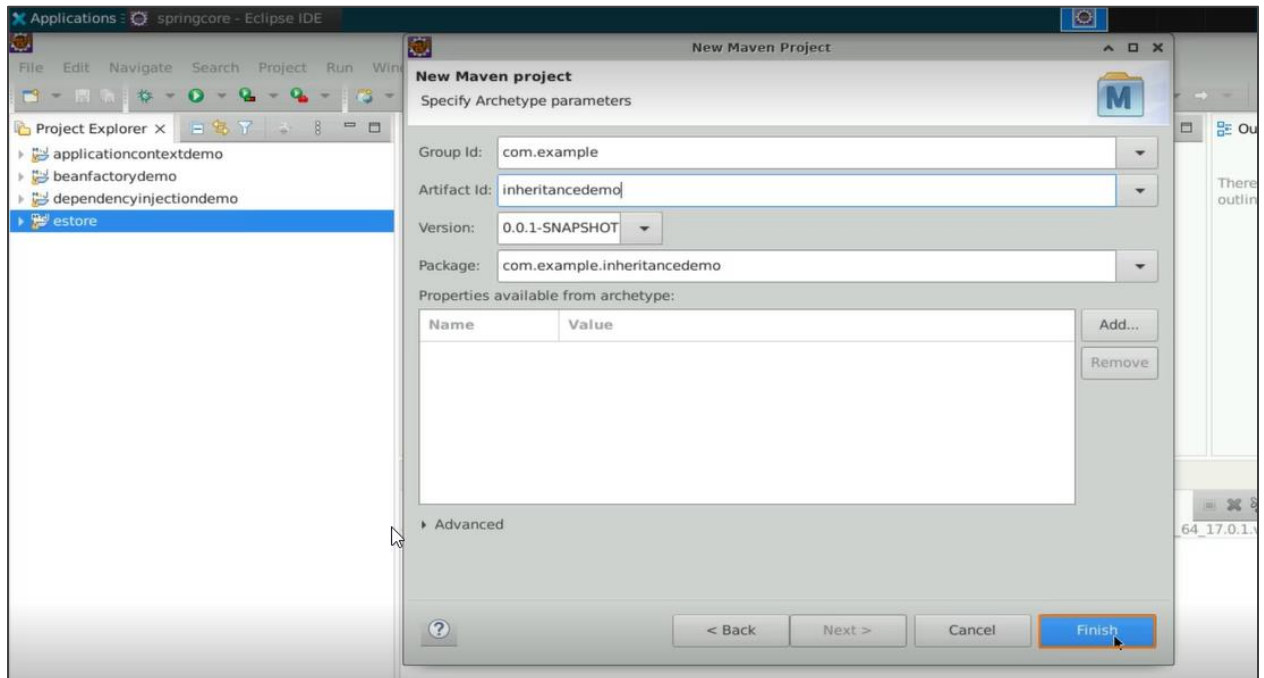 Applications : springcore - Eclipse IDE
New Maven Project
File Edit Navigate Search Project Run
New Maven project
Specify Archetype parameters
M
Project Explorer
applicationcontextdemo
beanfactorydemo
dependencyinjectiondemo
estore
Group Id: com.example
Artifact Id: inheritancedemo
Version: 0.0.1-SNAPSHOT
Package: com.example.inheritancedemo
Properties available from archetype:
Name Value
Add...
Remove
Advanced
There
_64_17.0.1.
? < Back Next > Cancel Finish